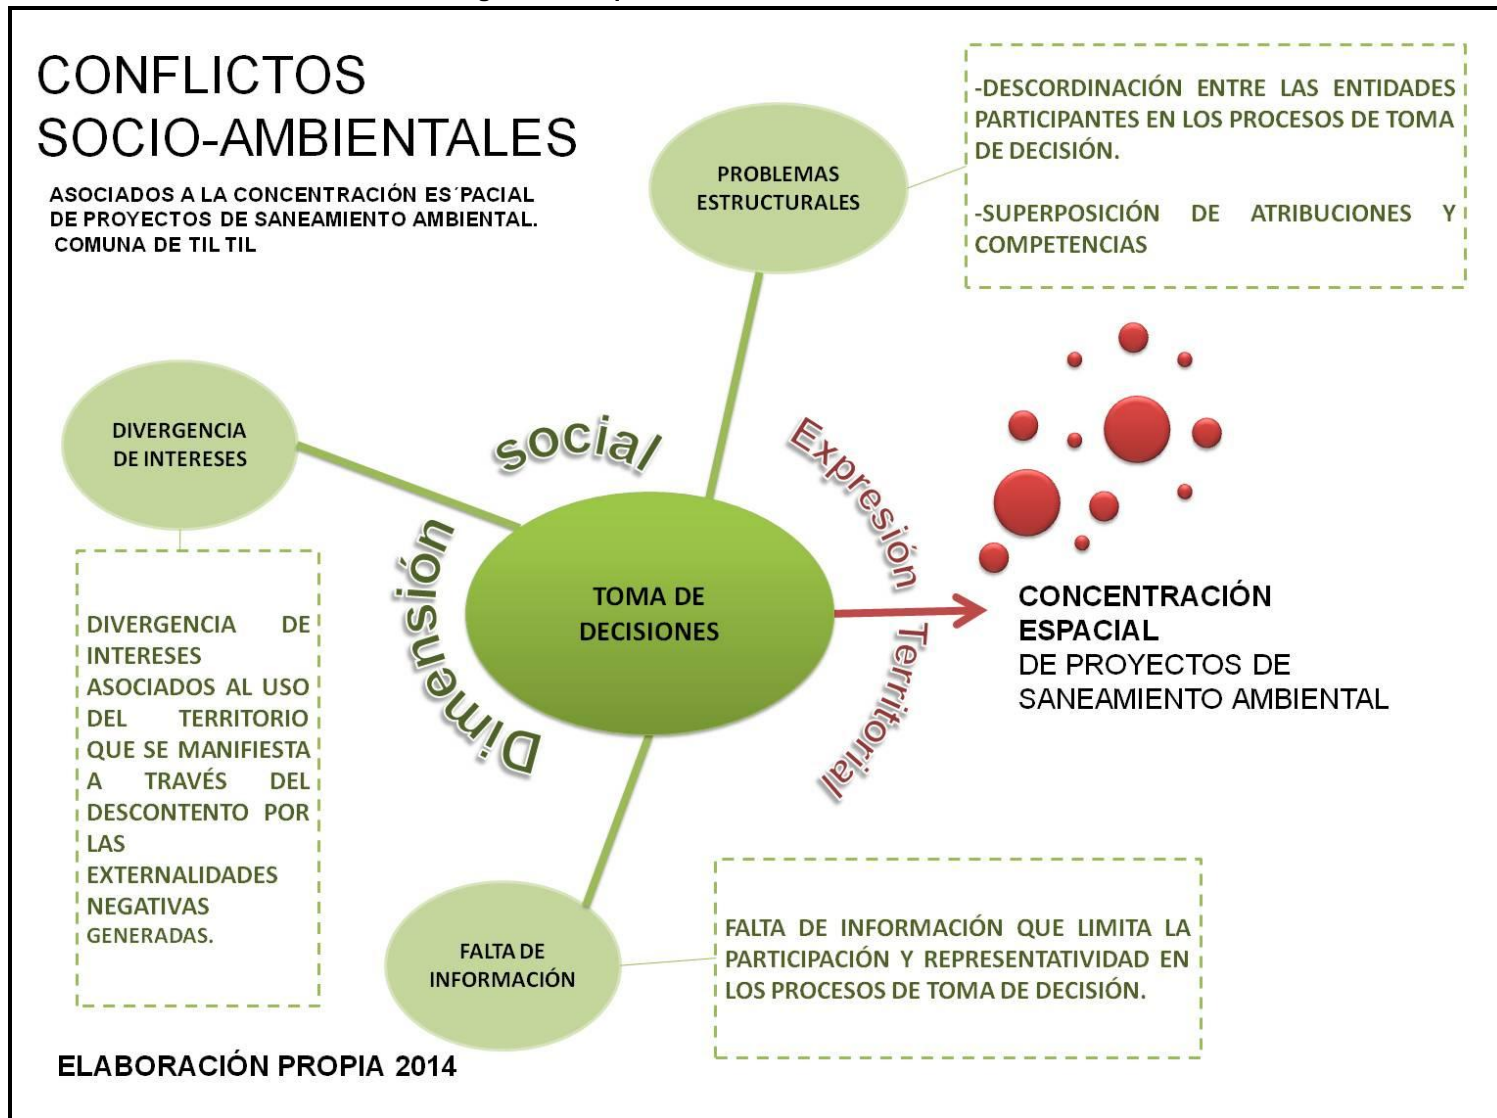 CONFLICTOS
SOCIO-AMBIENTALES
ASOCIADOS A LA CONCENTRACIÓN ES´PACIAL
DE PROYECTOS DE SANEAMIENTO AMBIENTAL.
COMUNA DE TIL TIL
PROBLEMAS
ESTRUCTURALES
-DESCORDINACIÓN ENTRE LAS ENTIDADES
PARTICIPANTES EN LOS PROCESOS DE TOMA
DE DECISIÓN.
-SUPERPOSICIÓN DE ATRIBUCIONES Y
COMPETENCIAS
DIVERGENCIA
DE INTERESES
DIVERGENCIA DE
INTERESES
ASOCIADOS AL USO
DEL TERRITORIO
QUE SE MANIFIESTA
A TRAVÉS DEL
DESCONTENTO POR
LAS
EXTERNALIDADES
NEGATIVAS
GENERADAS.
Dimensión social
TOMA DE
DECISIONES
Expresión Territorial
CONCENTRACIÓN
ESPACIAL
DE PROYECTOS DE
SANEAMIENTO AMBIENTAL
FALTA DE
INFORMACIÓN
FALTA DE INFORMACIÓN QUE LIMITA LA
PARTICIPACIÓN Y REPRESENTATIVIDAD EN
LOS PROCESOS DE TOMA DE DECISIÓN.
ELABORACIÓN PROPIA 2014